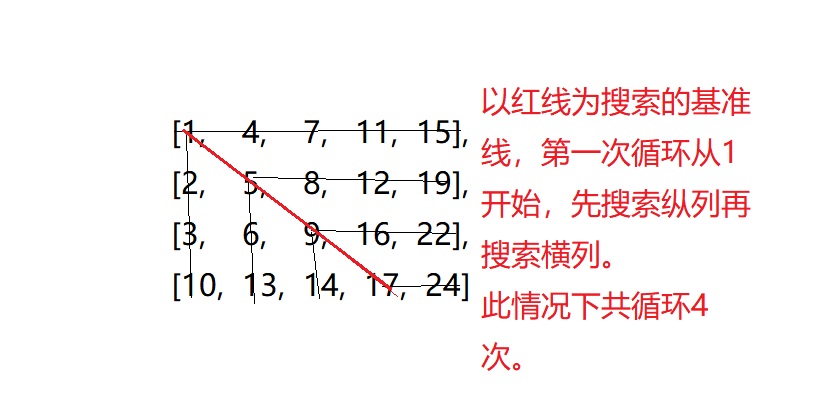 [1, 4, 7, 11, 15],
[2, 5, 8, 12, 19],
[3, 6, 9, 16, 22],
[10, 13, 14, 17, 24]
以红线为搜索的基准
线，第一次循环从1
开始，先搜索纵列再
搜索横列。
此情况下共循环4
次。